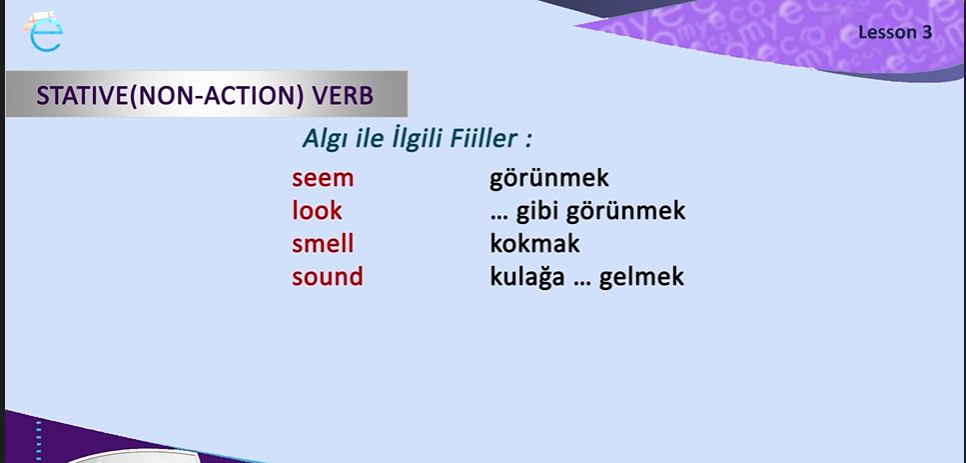 Lesson 3
STATIVE(NON-ACTION) VERB
Algı ile İlgili Fiiller :
seem görünmek
look ... gibi görünmek
smell kokmak
sound kulağa ... gelmek